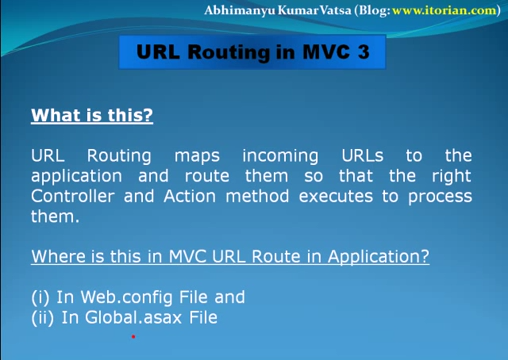 Abhimanyu Kumar Vatsa (Blog: www.itorian.com)
URL Routing in MVC 3
What is this?
URL Routing maps incoming URLs to the
application and route them so that the right
Controller and Action method executes to process
them.
Where is this in MVC URL Route in Application?
(i) In Web.config File and
(ii) In Global.asax File